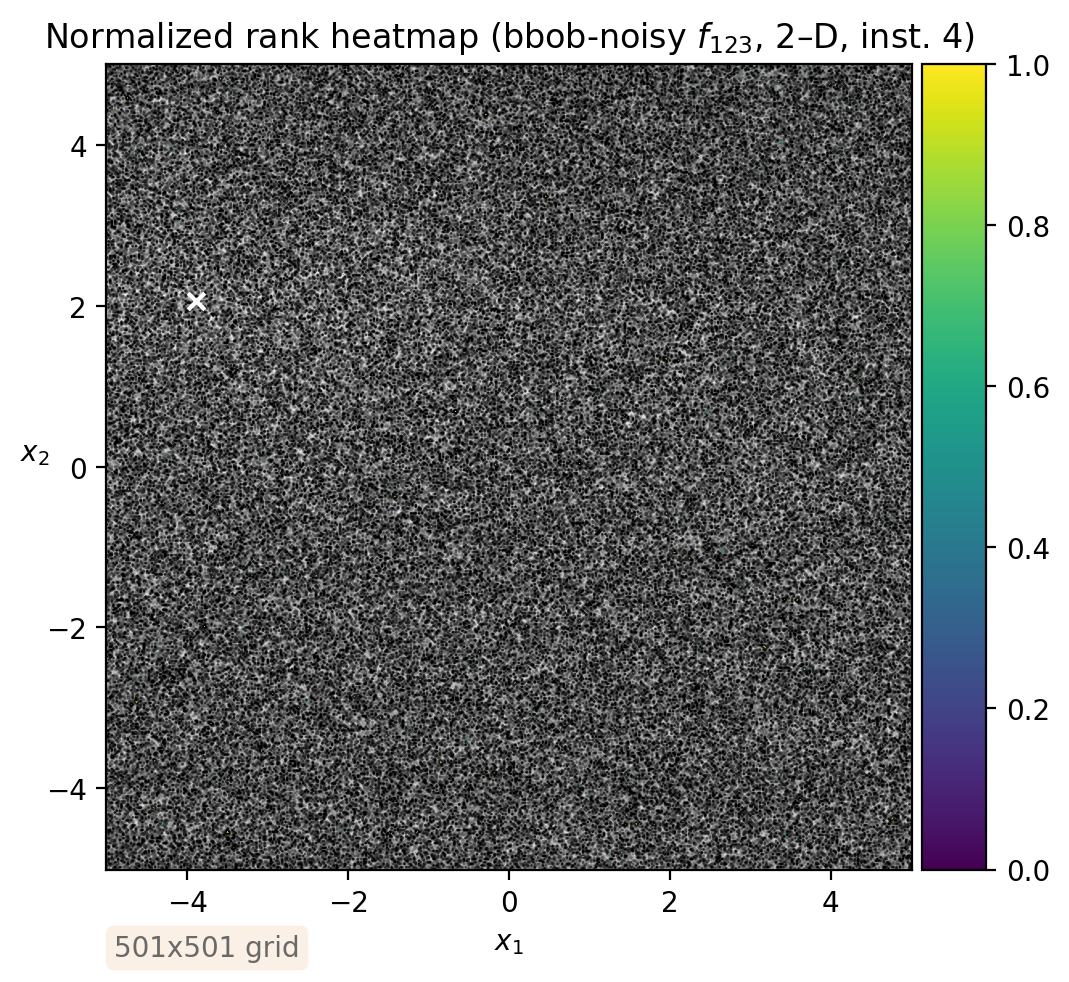 Normalized rank heatmap (bbob-noisy f₁₂₃, 2–D, inst. 4)
1.0
4
0.8
2
0.6
x₂
0
0.4
−2
0.2
−4
0.0
−4 −2 0 2 4
501x501 grid
x₁